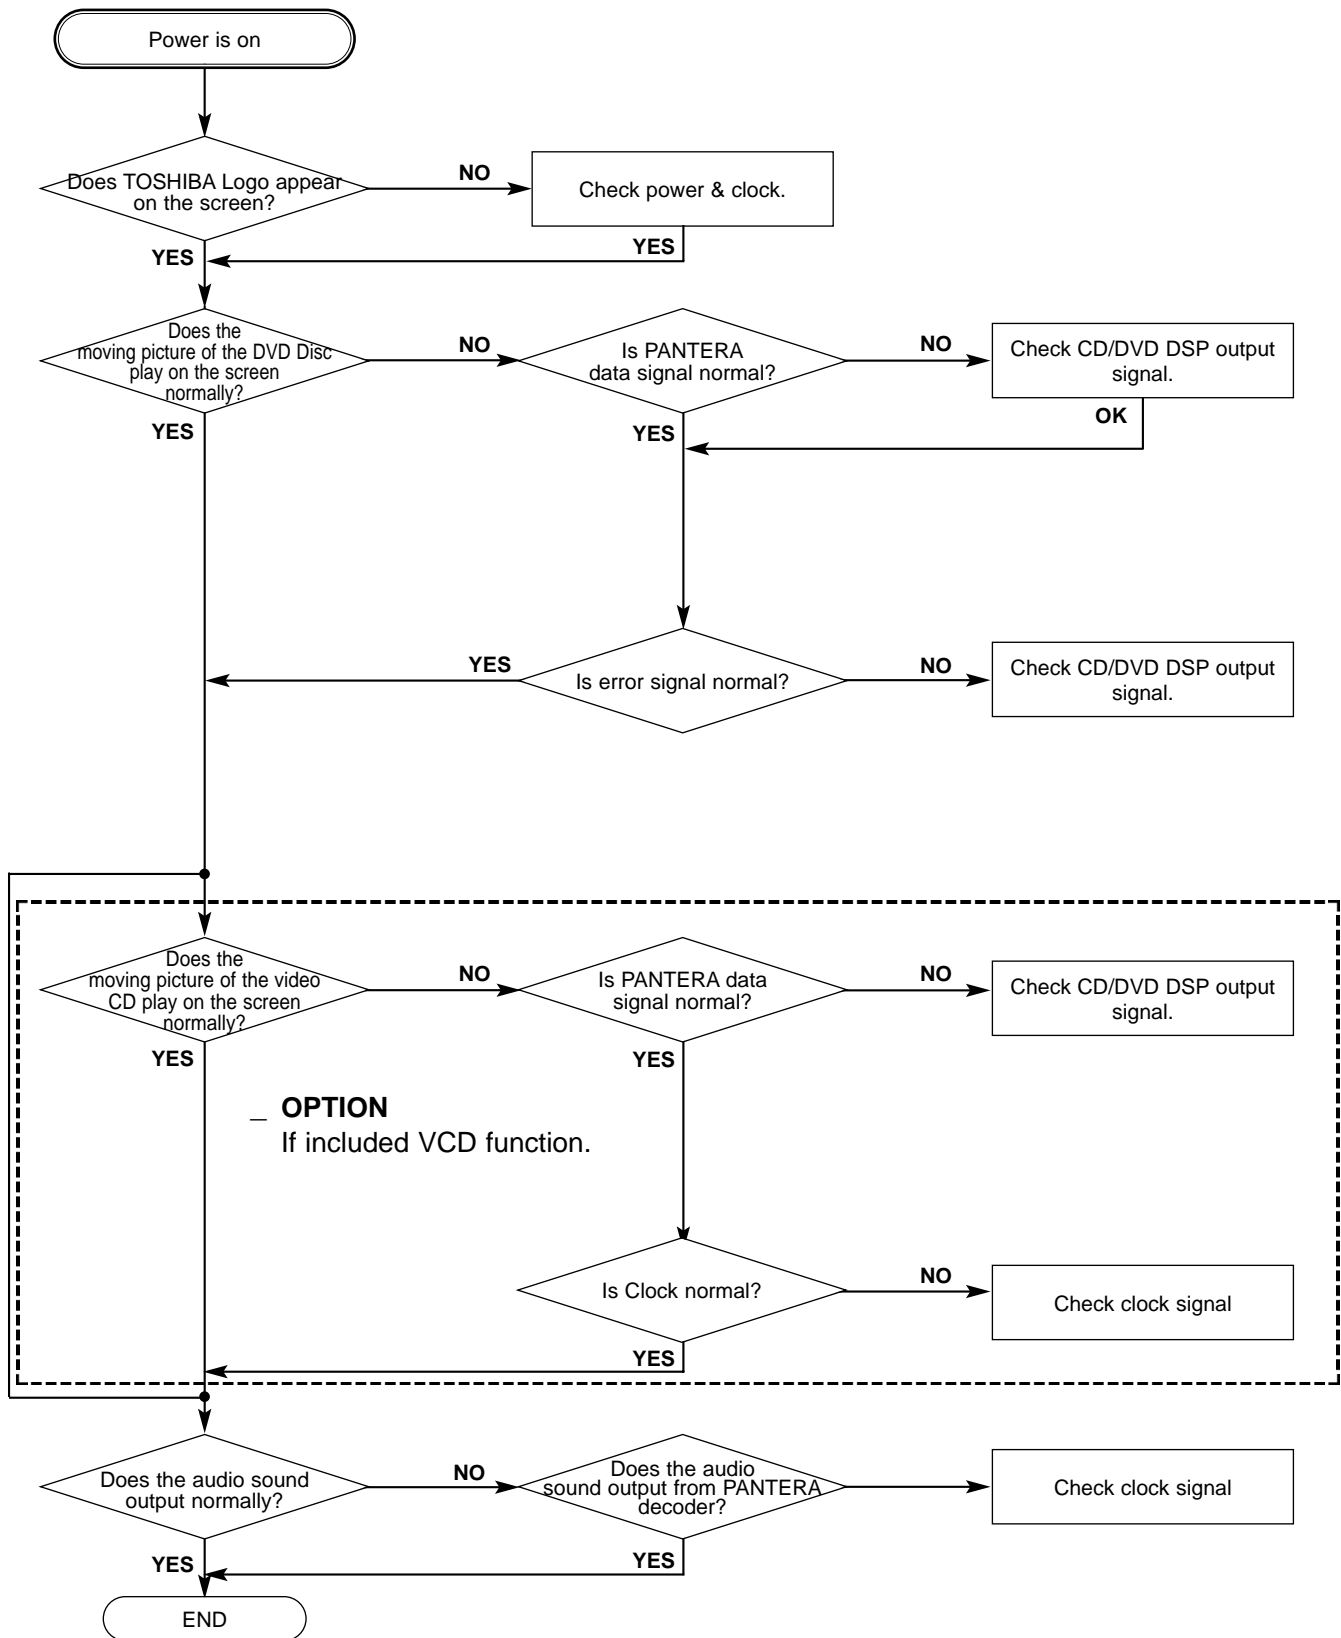 Power is on
Does TOSHIBA Logo appear
on the screen?
NO
Check power & clock.
YES
YES
Does the
moving picture of the DVD Disc
play on the screen
normally?
NO
Is PANTERA
data signal normal?
NO
Check CD/DVD DSP output
signal.
YES
YES
OK
YES
Is error signal normal?
NO
Check CD/DVD DSP output
signal.
Does the
moving picture of the video
CD play on the screen
normally?
NO
Is PANTERA data
signal normal?
NO
Check CD/DVD DSP output
signal.
YES
YES
_ OPTION
If included VCD function.
Is Clock normal?
NO
Check clock signal
YES
Does the audio sound
output normally?
NO
Does the audio
sound output from PANTERA
decoder?
Check clock signal
YES
YES
END